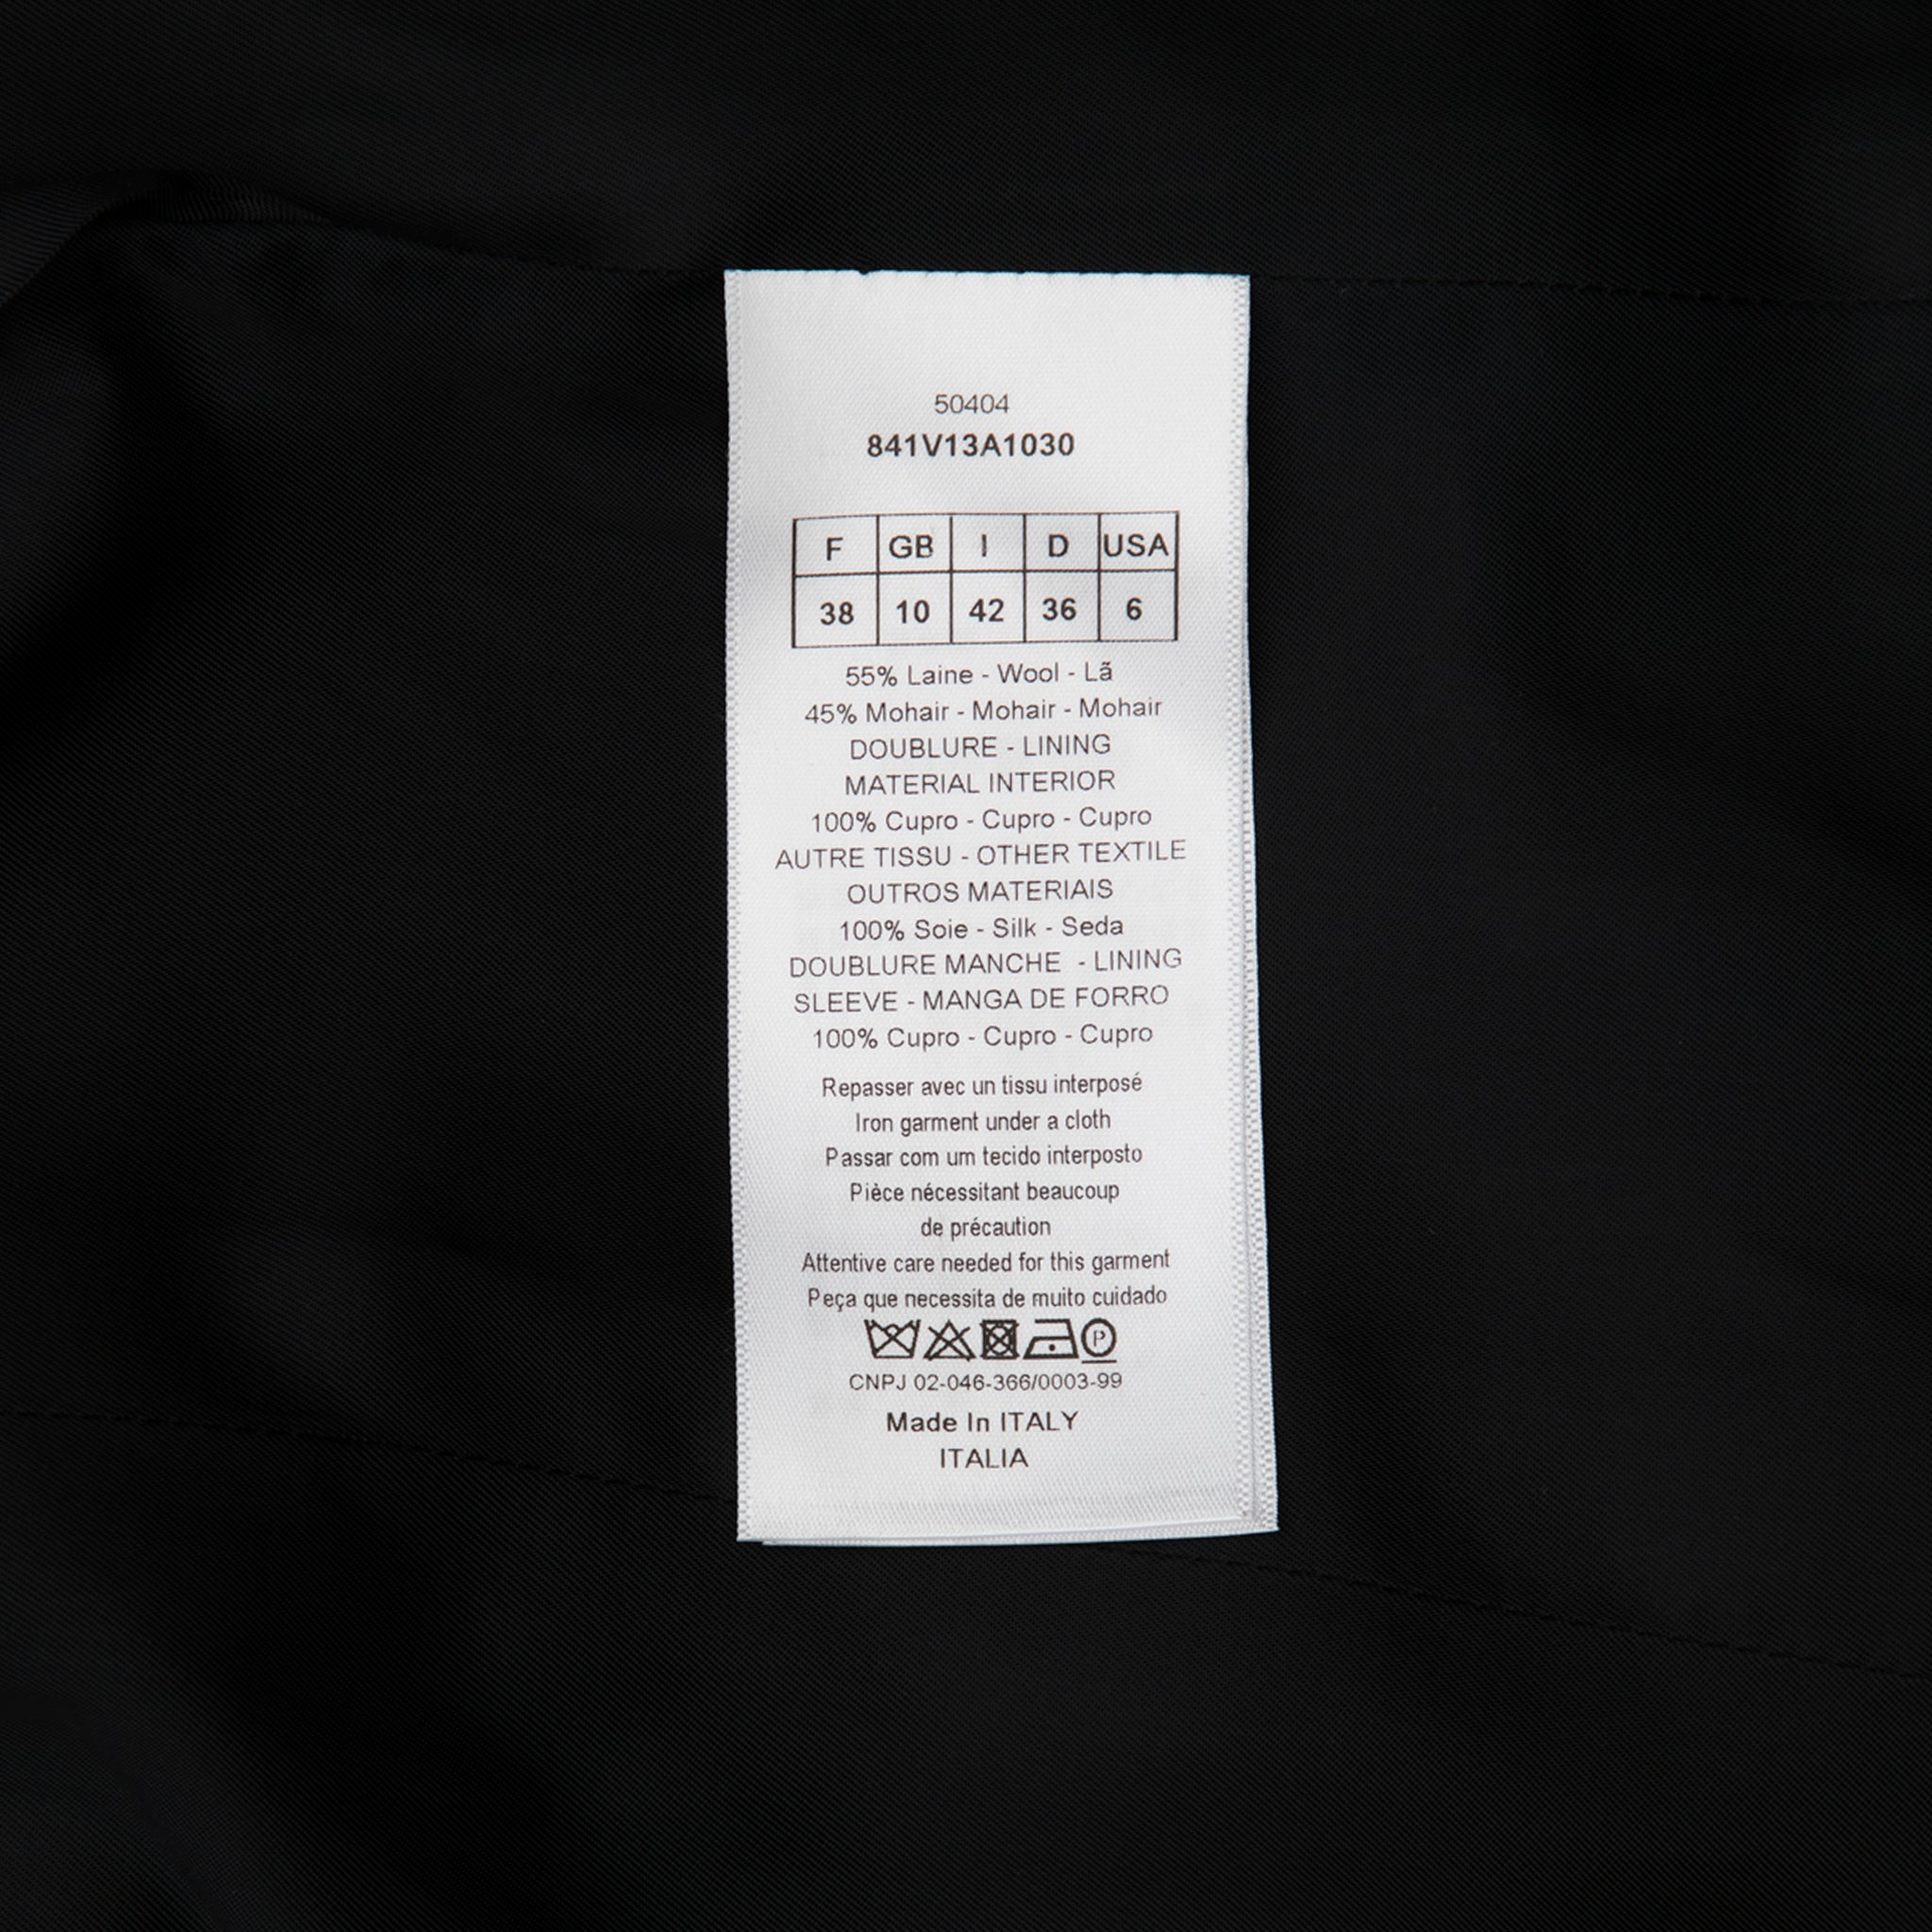 50404
841V13A1030
F GB I D USA
38 10 42 36 6
55% Laine - Wool - Lã
45% Mohair - Mohair - Mohair
DOUBLURE - LINING
MATERIAL INTERIOR
100% Cupro - Cupro - Cupro
AUTRE TISSU - OTHER TEXTILE
OUTROS MATERIAIS
100% Soie - Silk - Seda
DOUBLURE MANCHE - LINING
SLEEVE - MANGA DE FORRO
100% Cupro - Cupro - Cupro
Repasser avec un tissu interposé
Iron garment under a cloth
Passar com um tecido interposto
Pièce nécessitant beaucoup
de précaution
Attentive care needed for this garment
Peça que necessita de muito cuidado
P
CNPJ 02-046-366/0003-99
Made In ITALY
ITALIA